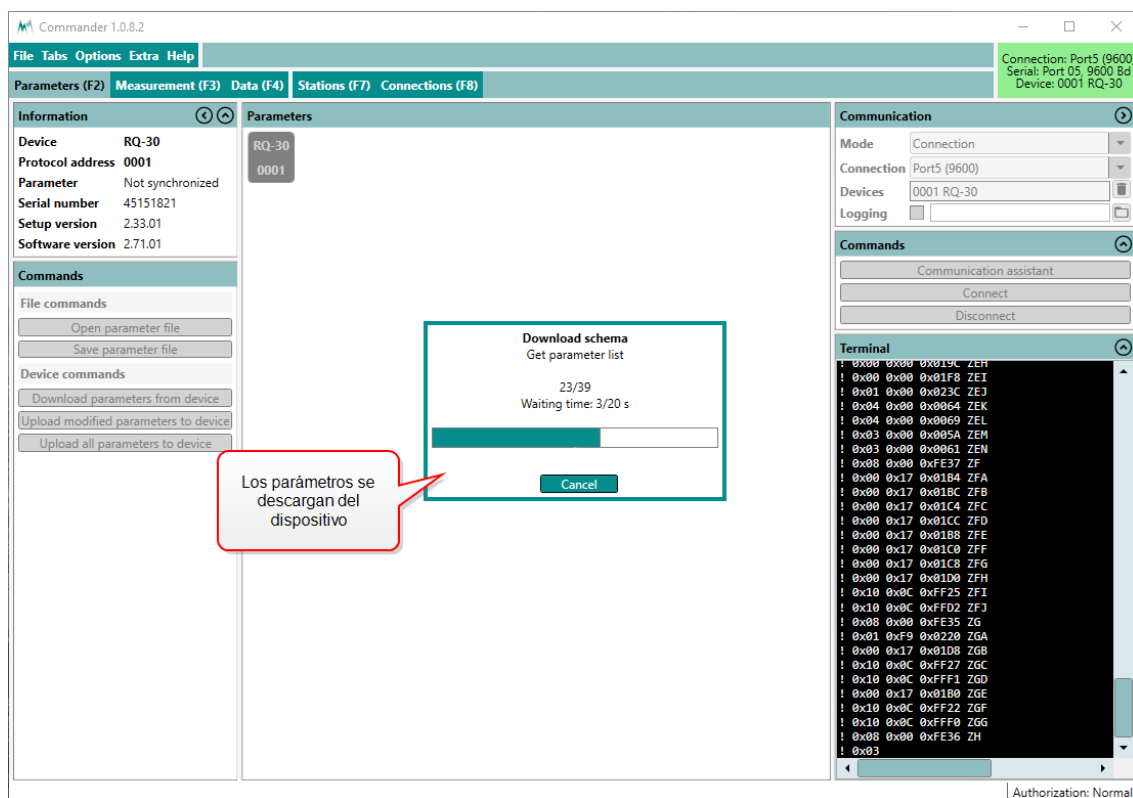 Commander 1.0.8.2
File Tabs Options Extra Help
Connection: Port5 (9600)
Serial: Port 05, 9600 Bd
Device: 0001 RQ-30
Parameters (F2) Measurement (F3) Data (F4) Stations (F7) Connections (F8)
Information
Device RQ-30
Protocol address 0001
Parameter Not synchronized
Serial number 45151821
Setup version 2.33.01
Software version 2.71.01
Commands
File commands
Open parameter file
Save parameter file
Device commands
Download parameters from device
Upload modified parameters to device
Upload all parameters to device
Parameters
RQ-30
0001
Download schema
Get parameter list
23/39
Waiting time: 3/20 s
Cancel
Los parámetros se
descargan del
dispositivo
Communication
Mode Connection
Connection Port5 (9600)
Devices 0001 RQ-30
Logging
Commands
Communication assistant
Connect
Disconnect
Terminal
! 0x00 0x00 0x019C ZEH
! 0x00 0x00 0x01F8 ZEI
! 0x01 0x00 0x023C ZEJ
! 0x04 0x00 0x0064 ZEK
! 0x04 0x00 0x0069 ZEL
! 0x03 0x00 0x005A ZEM
! 0x03 0x00 0x0061 ZEN
! 0x08 0x00 0xFE37 ZF
! 0x00 0x17 0x01B4 ZFA
! 0x00 0x17 0x01BC ZFB
! 0x00 0x17 0x01C4 ZFC
! 0x00 0x17 0x01CC ZFD
! 0x00 0x17 0x01B8 ZFE
! 0x00 0x17 0x01C0 ZFF
! 0x00 0x17 0x01C8 ZFG
! 0x00 0x17 0x01D0 ZFH
! 0x10 0x0C 0xFF25 ZFI
! 0x10 0x0C 0xFFD2 ZFJ
! 0x08 0x00 0xFE35 ZG
! 0x01 0xF9 0x0220 ZGA
! 0x00 0x17 0x01D8 ZGB
! 0x10 0x0C 0xFF27 ZGC
! 0x10 0x0C 0xFFF1 ZGD
! 0x00 0x17 0x01B0 ZGE
! 0x10 0x0C 0xFF22 ZGF
! 0x10 0x0C 0xFFF0 ZGG
! 0x08 0x00 0xFE36 ZH
! 0x03
Authorization: Normal